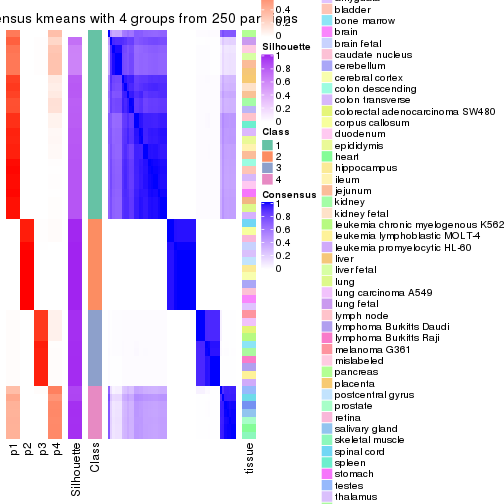 ensus kmeans with 4 groups from 250 partitions
0.4
0.2
0
Silhouette
1
0.8
0.6
0.4
0.2
0
Class
1
2
3
4
Consensus
1
0.8
0.6
0.4
0.2
0
p1
p2
p3
p4
Silhouette
Class
tissue
bladder
bone marrow
brain
brain fetal
caudate nucleus
cerebellum
cerebral cortex
colon descending
colon transverse
colorectal adenocarcinoma SW480
corpus callosum
duodenum
epididymis
heart
hippocampus
ileum
jejunum
kidney
kidney fetal
leukemia chronic myelogenous K562
leukemia lymphoblastic MOLT-4
leukemia promyelocytic HL-60
liver
liver fetal
lung
lung carcinoma A549
lung fetal
lymph node
lymphoma Burkitts Daudi
lymphoma Burkitts Raji
melanoma G361
mislabeled
pancreas
placenta
postcentral gyrus
prostate
retina
salivary gland
skeletal muscle
spinal cord
spleen
stomach
testes
thalamus